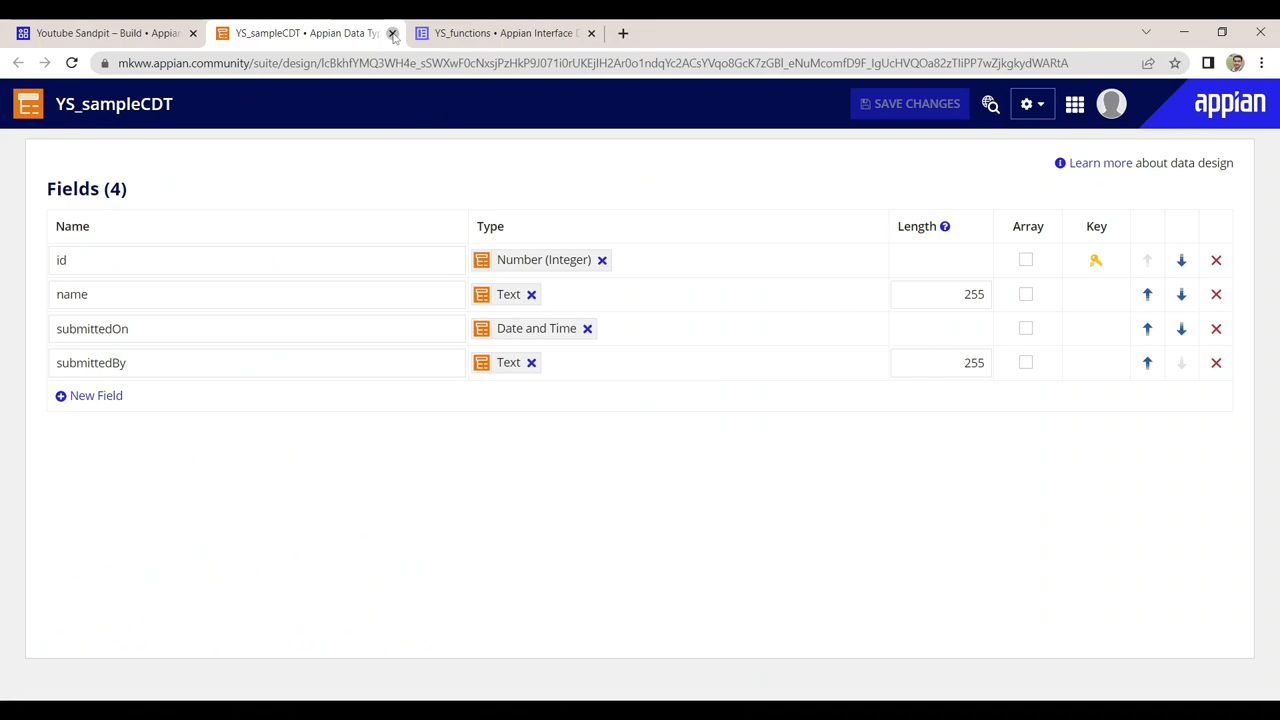 Youtube Sandpit – Build • Appian
YS_sampleCDT • Appian Data Typ
YS_functions • Appian Interface D
mkww.appian.community/suite/design/
YS_sampleCDT
SAVE CHANGES
appian
Learn more about data design
Fields (4)
Name Type Length Array Key
id Number (Integer)
name Text 255
submittedOn Date and Time
submittedBy Text 255
New Field